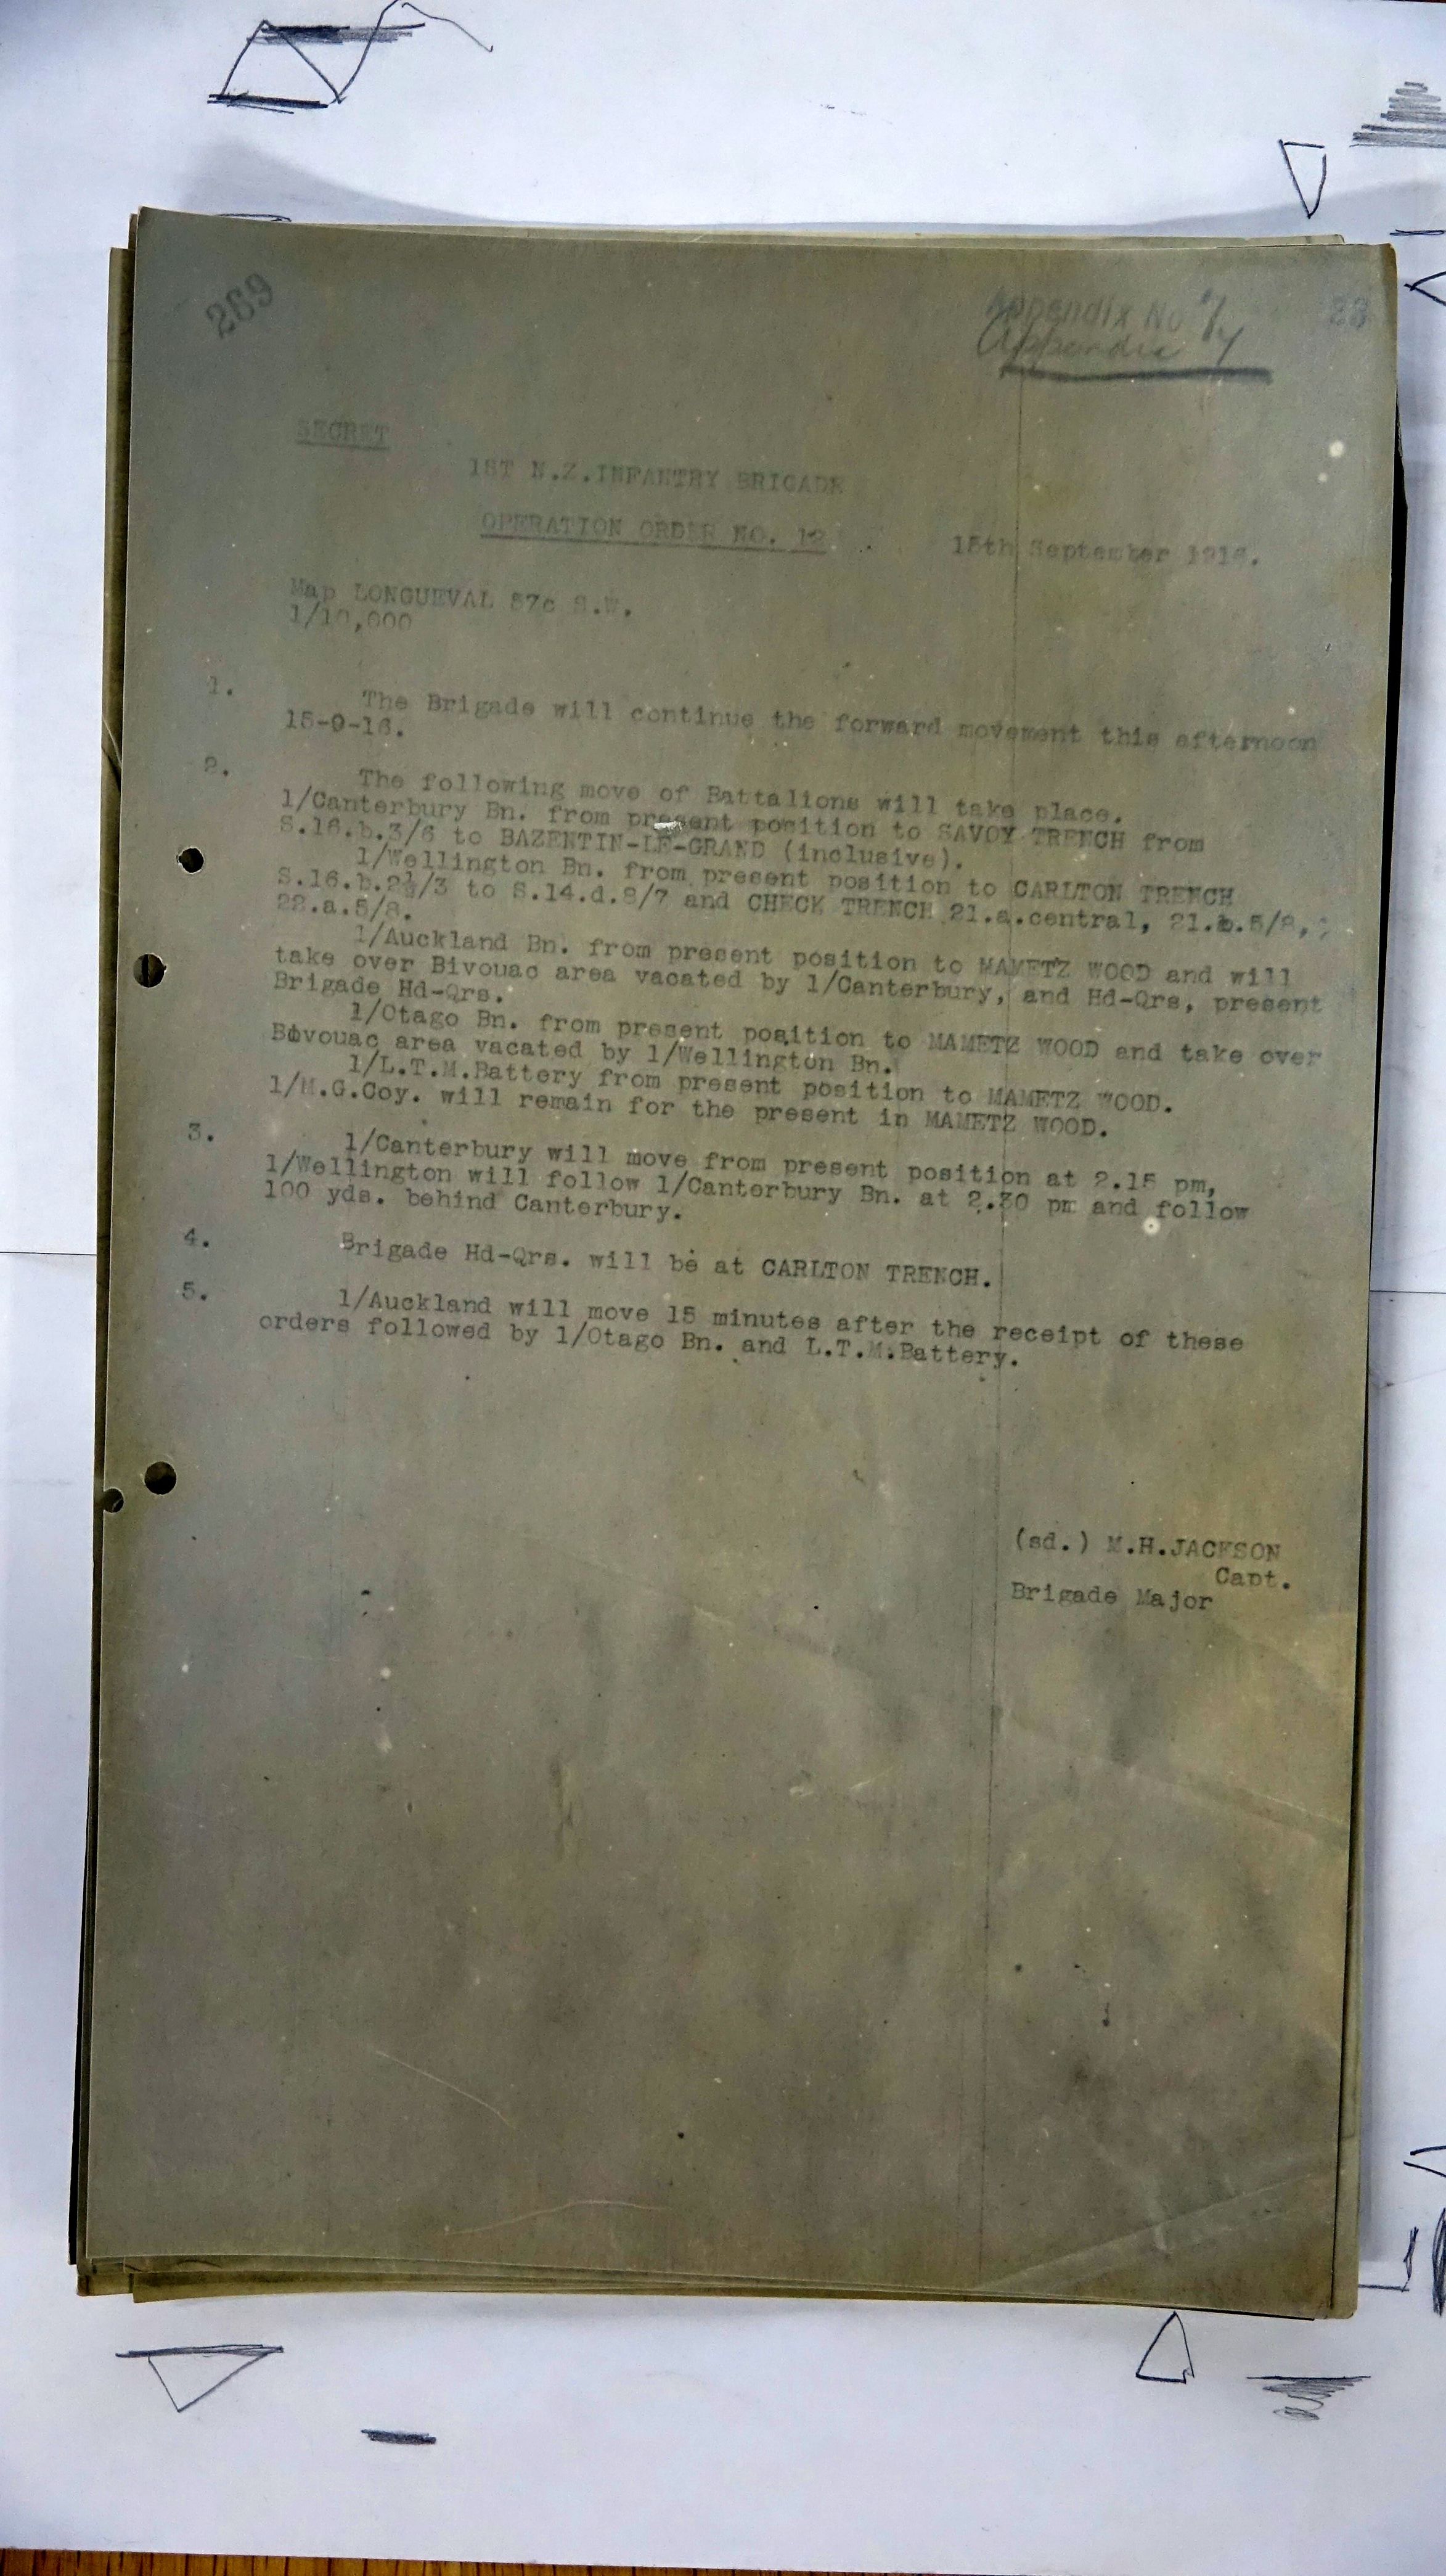 269
Appendix No
23
Appendix
SECRET
1ST N.Z.INFANTRY BRIGADE
OPERATION ORDER NO. 12
15th September 1916.
Map LONGUEVAL 57c S.W.
1/10,000
1. The Brigade will continue the forward movement this afternoon
15-9-16.
2. The following move of Battalions will take place.
1/Canterbury Bn. from present position to SAVOY TRENCH from
S.16.b.3/6 to BAZENTIN-LE-GRAND (inclusive).
1/Wellington Bn. from present position to CARLTON TRENCH
S.16.b.2½/3 to S.14.d.8/7 and CHECK TRENCH 21.a.central, 21.b.5/8,
22.a.5/8.
1/Auckland Bn. from present position to MAMETZ WOOD and will
take over Bivouac area vacated by 1/Canterbury, and Hd-Qrs, present
Brigade Hd-Qrs.
1/Otago Bn. from present position to MAMETZ WOOD and take over
Bivouac area vacated by 1/Wellington Bn.
1/L.T.M.Battery from present position to MAMETZ WOOD.
1/M.G.Coy. will remain for the present in MAMETZ WOOD.
3. 1/Canterbury will move from present position at 2.15 pm,
1/Wellington will follow 1/Canterbury Bn. at 2.30 pm and follow
100 yds. behind Canterbury.
4. Brigade Hd-Qrs. will be at CARLTON TRENCH.
5. 1/Auckland will move 15 minutes after the receipt of these
orders followed by 1/Otago Bn. and L.T.M.Battery.
(sd.) M.H.JACKSON
Capt.
Brigade Major